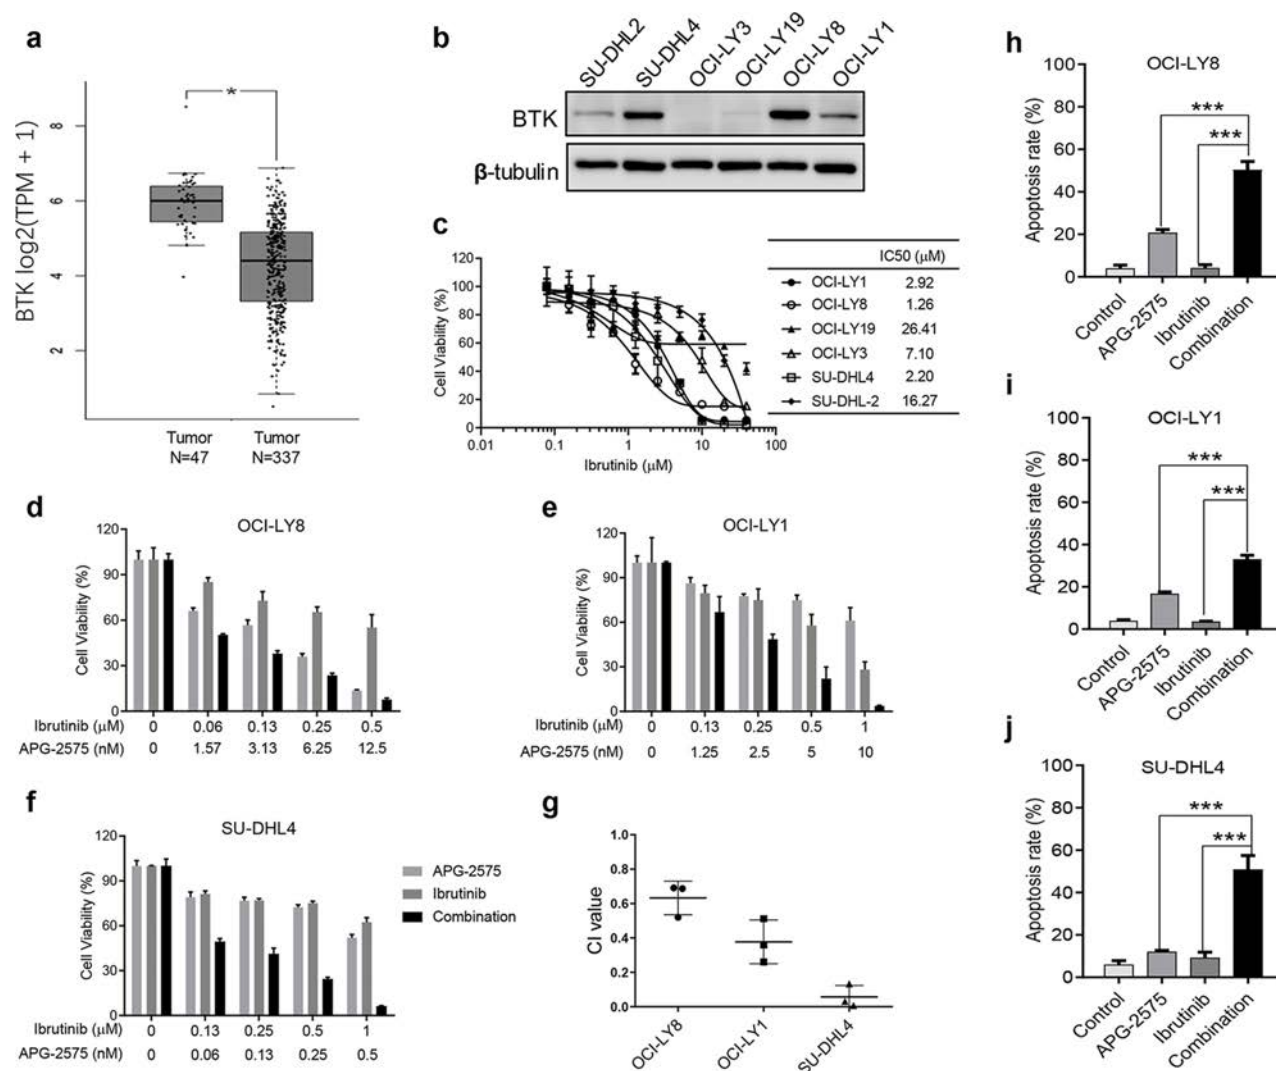 a
BTK log2(TPM + 1)
8
6
4
2
*
Tumor
N=47
Tumor
N=337
b
SU-DHL2
SU-DHL4
OCI-LY3
OCI-LY19
OCI-LY8
OCI-LY1
BTK
β-tubulin
c
Cell Viability (%)
120
100
80
60
40
20
0
0.01
0.1
1
10
100
Ibrutinib (μM)
IC50 (μM)
OCI-LY1 2.92
OCI-LY8 1.26
OCI-LY19 26.41
OCI-LY3 7.10
SU-DHL4 2.20
SU-DHL-2 16.27
d
OCI-LY8
Cell Viability (%)
120
90
60
30
0
Ibrutinib (μM) 0 0.06 0.13 0.25 0.5
APG-2575 (nM) 0 1.57 3.13 6.25 12.5
e
OCI-LY1
Cell Viability (%)
120
90
60
30
0
Ibrutinib (μM) 0 0.13 0.25 0.5 1
APG-2575 (nM) 0 1.25 2.5 5 10
f
SU-DHL4
Cell Viability (%)
120
90
60
30
0
Ibrutinib (μM) 0 0.13 0.25 0.5 1
APG-2575 (nM) 0 0.06 0.13 0.25 0.5
APG-2575
Ibrutinib
Combination
g
CI value
1.0
0.8
0.6
0.4
0.2
0.0
OCI-LY8
OCI-LY1
SU-DHL4
h
OCI-LY8
Apoptosis rate (%)
100
80
60
40
20
0
***
***
Control
APG-2575
Ibrutinib
Combination
i
OCI-LY1
Apoptosis rate (%)
100
80
60
40
20
0
***
***
Control
APG-2575
Ibrutinib
Combination
j
SU-DHL4
Apoptosis rate (%)
100
80
60
40
20
0
***
***
Control
APG-2575
Ibrutinib
Combination